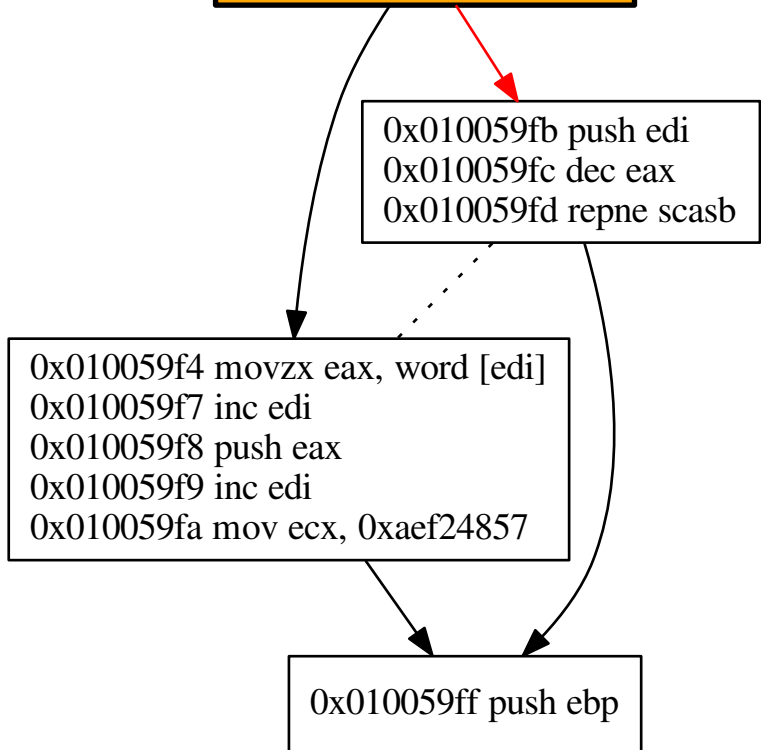 0x010059fb push edi
0x010059fc dec eax
0x010059fd repne scasb
0x010059f4 movzx eax, word [edi]
0x010059f7 inc edi
0x010059f8 push eax
0x010059f9 inc edi
0x010059fa mov ecx, 0xaef24857
0x010059ff push ebp